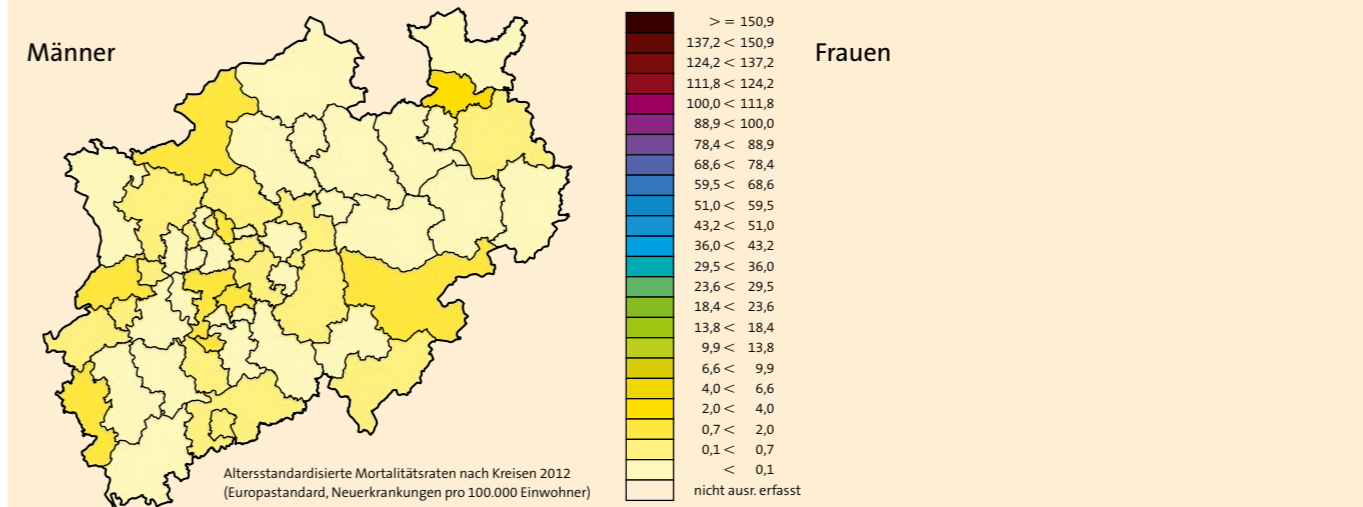 Männer
Frauen
> = 150,9
137,2 < 150,9
124,2 < 137,2
111,8 < 124,2
100,0 < 111,8
88,9 < 100,0
78,4 < 88,9
68,6 < 78,4
59,5 < 68,6
51,0 < 59,5
43,2 < 51,0
36,0 < 43,2
29,5 < 36,0
23,6 < 29,5
18,4 < 23,6
13,8 < 18,4
9,9 < 13,8
6,6 < 9,9
4,0 < 6,6
2,0 < 4,0
0,7 < 2,0
0,1 < 0,7
< 0,1
nicht ausr. erfasst
Altersstandardisierte Mortalitätsraten nach Kreisen 2012
(Europastandard, Neuerkrankungen pro 100.000 Einwohner)